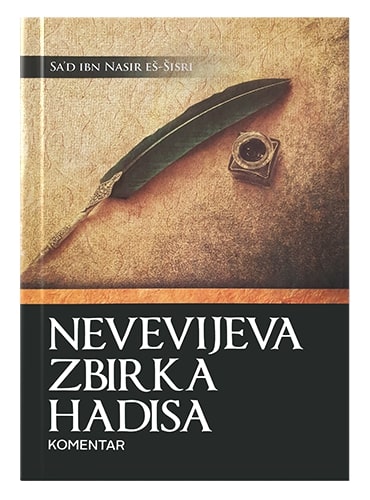 SA'D IBN NASIR EŠ-ŠISRI
NEVEVIJEVA
ZBIRKA
HADISA
KOMENTAR